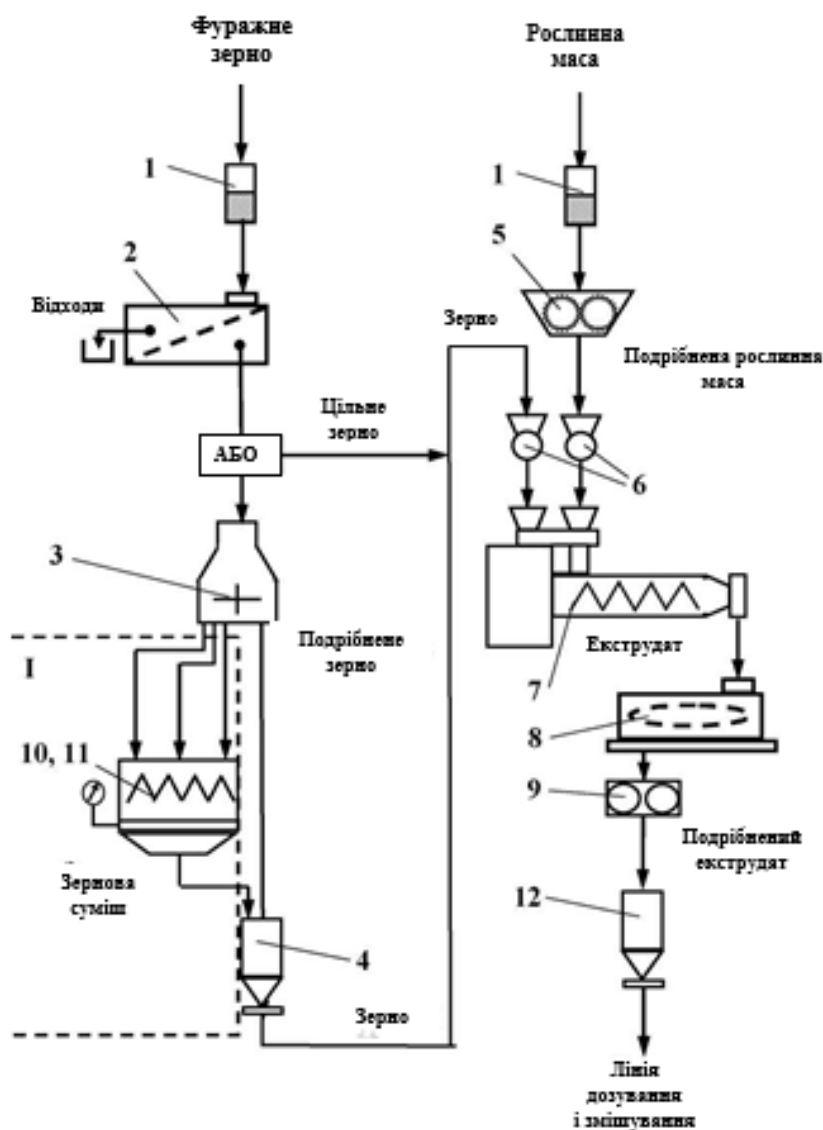 Фуражне
зерно
Рослинна
маса
1
1
2
5
Відходи
Зерно
Подрібнена рослинна
маса
Цільне
зерно
АБО
6
3
Подрібнене
зерно
I
Екструдат
7
8
10, 11
9
Подрібнений
екструдат
Зернова
суміш
12
4
Зерно
Лінія
дозування
і змішування